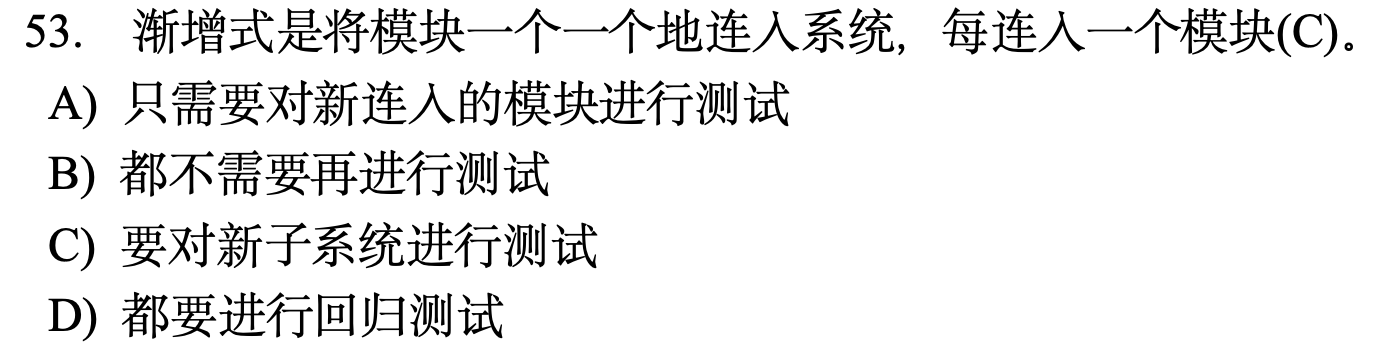 53. 渐增式是将模块一个一个地连入系统，每连入一个模块(C)。
A) 只需要对新连入的模块进行测试
B) 都不需要再进行测试
C) 要对新子系统进行测试
D) 都要进行回归测试